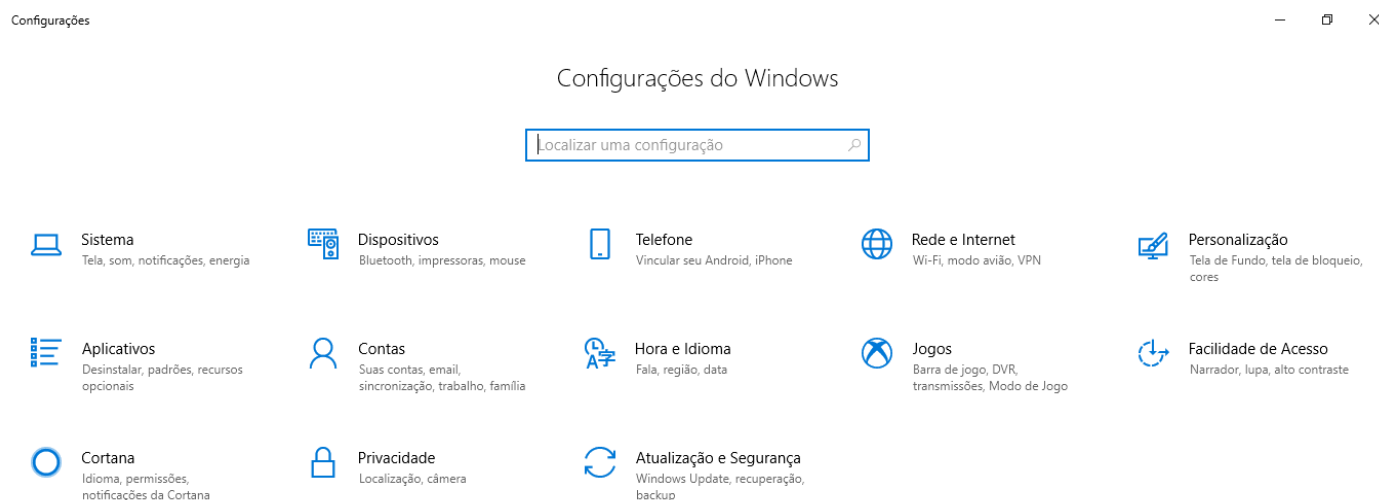 Configurações
Configurações do Windows
Localizar uma configuração
Sistema
Tela, som, notificações, energia
Dispositivos
Bluetooth, impressoras, mouse
Telefone
Vincular seu Android, iPhone
Rede e Internet
Wi-Fi, modo avião, VPN
Personalização
Tela de Fundo, tela de bloqueio,
cores
Aplicativos
Desinstalar, padrões, recursos
opcionais
Contas
Suas contas, email,
sincronização, trabalho, família
Hora e Idioma
Fala, região, data
Jogos
Barra de jogo, DVR,
transmissões, Modo de Jogo
Facilidade de Acesso
Narrador, lupa, alto contraste
Cortana
Idioma, permissões,
notificações da Cortana
Privacidade
Localização, câmera
Atualização e Segurança
Windows Update, recuperação,
backup